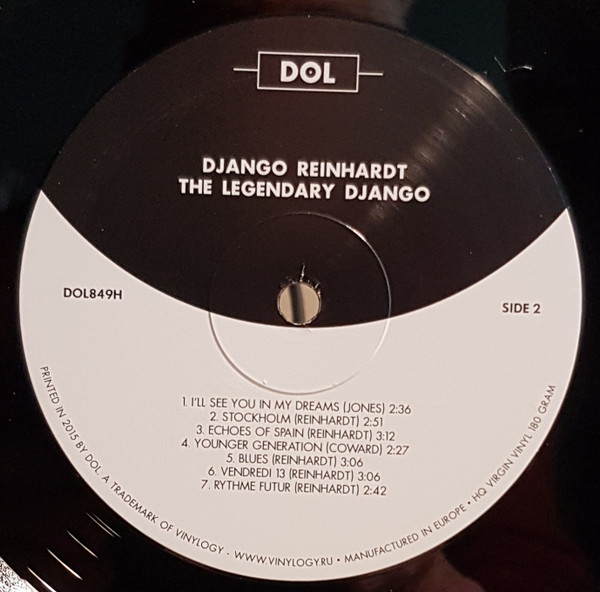 DOL
DJANGO REINHARDT
THE LEGENDARY DJANGO
DOL849H
SIDE 2
1. I'LL SEE YOU IN MY DREAMS (JONES) 2:36
2. STOCKHOLM (REINHARDT) 2:51
3. ECHOES OF SPAIN (REINHARDT) 3:12
4. YOUNGER GENERATION (COWARD) 2:27
5. BLUES (REINHARDT) 3:06
6. VENDREDI 13 (REINHARDT) 3:06
7. RYTHME FUTUR (REINHARDT) 2:42
PRINTED IN 2015 BY DOL, A TRADEMARK OF VINYLOGY - WWW.VINYLOGY.RU • MANUFACTURED IN EUROPE • HQ VIRGIN VINYL 180 GRAM